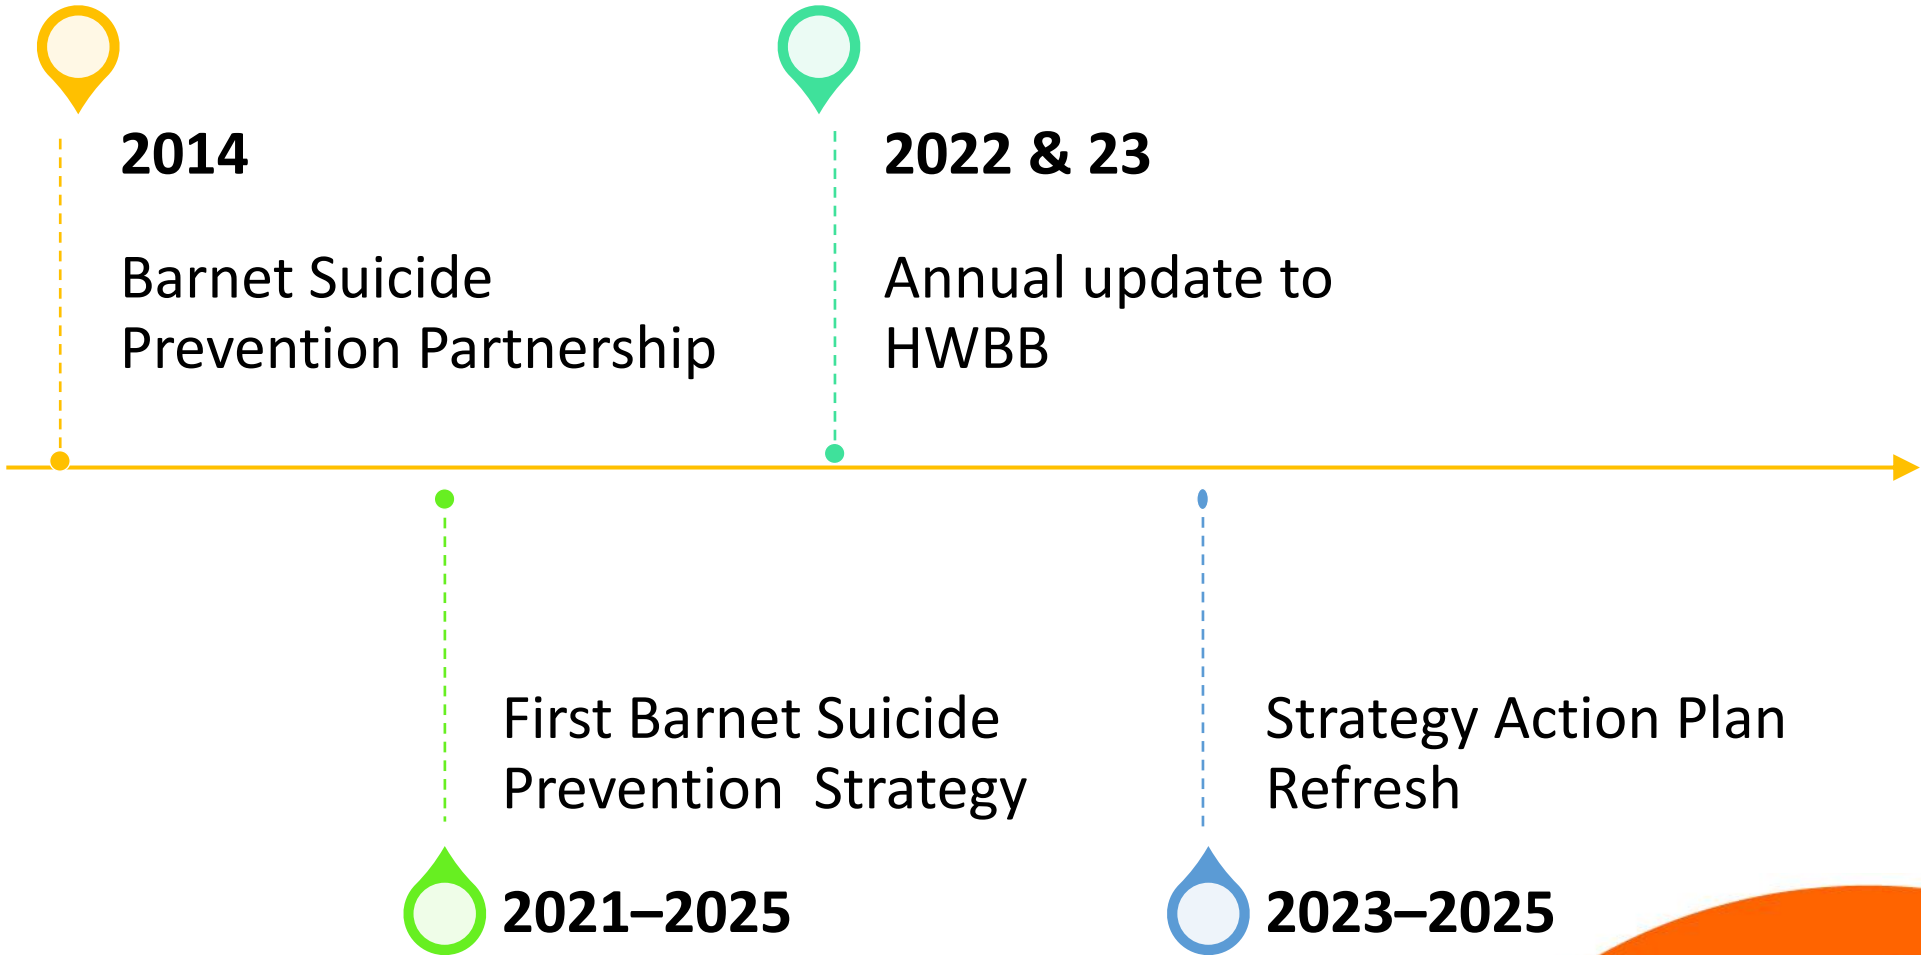 2014
Barnet Suicide
Prevention Partnership
2022 & 23
Annual update to
HWBB
First Barnet Suicide
Prevention  Strategy
2021–2025
Strategy Action Plan
Refresh
2023–2025